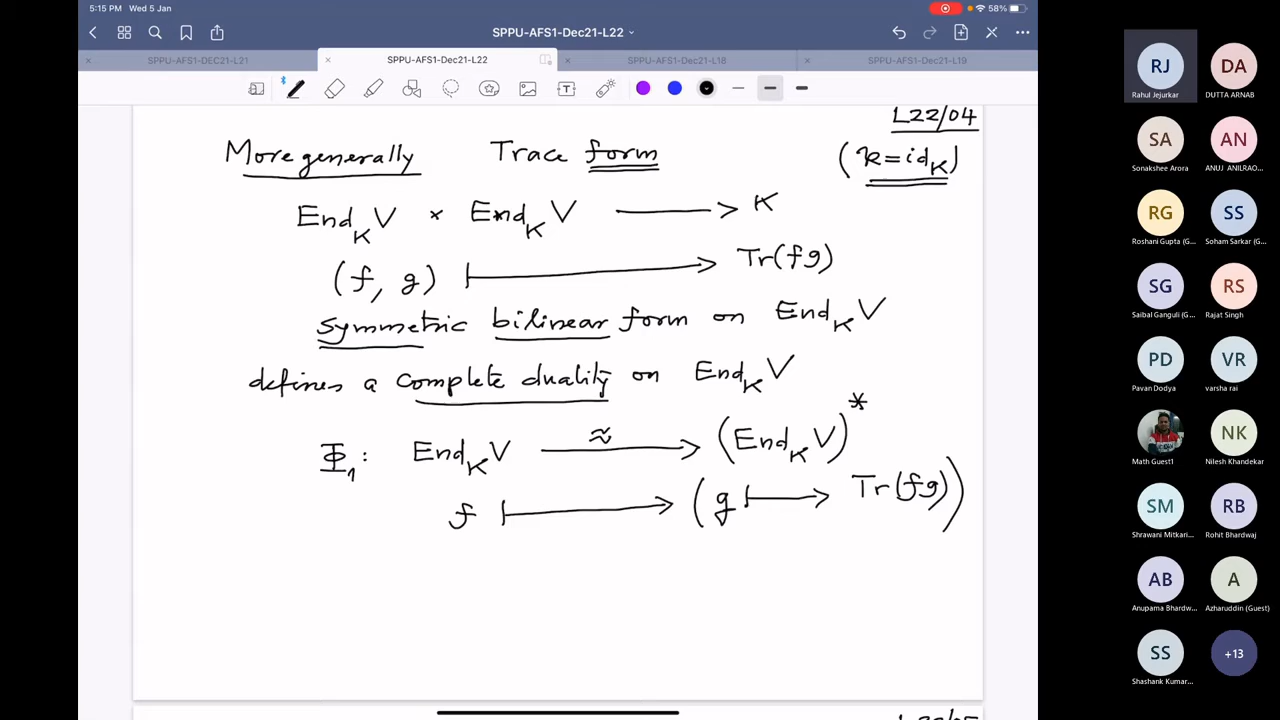 5:15 PM Wed 5 Jan
58%
SPPU-AFS1-Dec21-L22
SPPU-AFS1-DEC21-L21
SPPU-AFS1-Dec21-L22
SPPU-AFS1-Dec21-L18
SPPU-AFS1-Dec21-L19
L22/04
More generally Trace form (κ=id_K)
End_K V × End_K V ⟶ K
(f, g) ⟼ Tr(fg)
symmetric bilinear form on End_K V
defines a complete duality on End_K V
Φ₁: End_K V ⟶≈ (End_K V)*
f ⟼ (g ⟼ Tr(fg))
RJ
Rahul Jejurkar
DA
DUTTA ARNAB
SA
Sonakshee Arora
AN
ANUJ ANILRAO...
RG
Roshani Gupta (G...
SS
Soham Sarkar (G...
SG
Saibal Ganguli (G...
RS
Rajat Singh
PD
Pavan Dodya
VR
varsha rai
Math Guest1
NK
Nilesh Khandekar
SM
Shrawani Mitkari...
RB
Rohit Bhardwaj
AB
Anupama Bhardw...
A
Azharuddin (Guest)
SS
Shashank Kumar...
+13